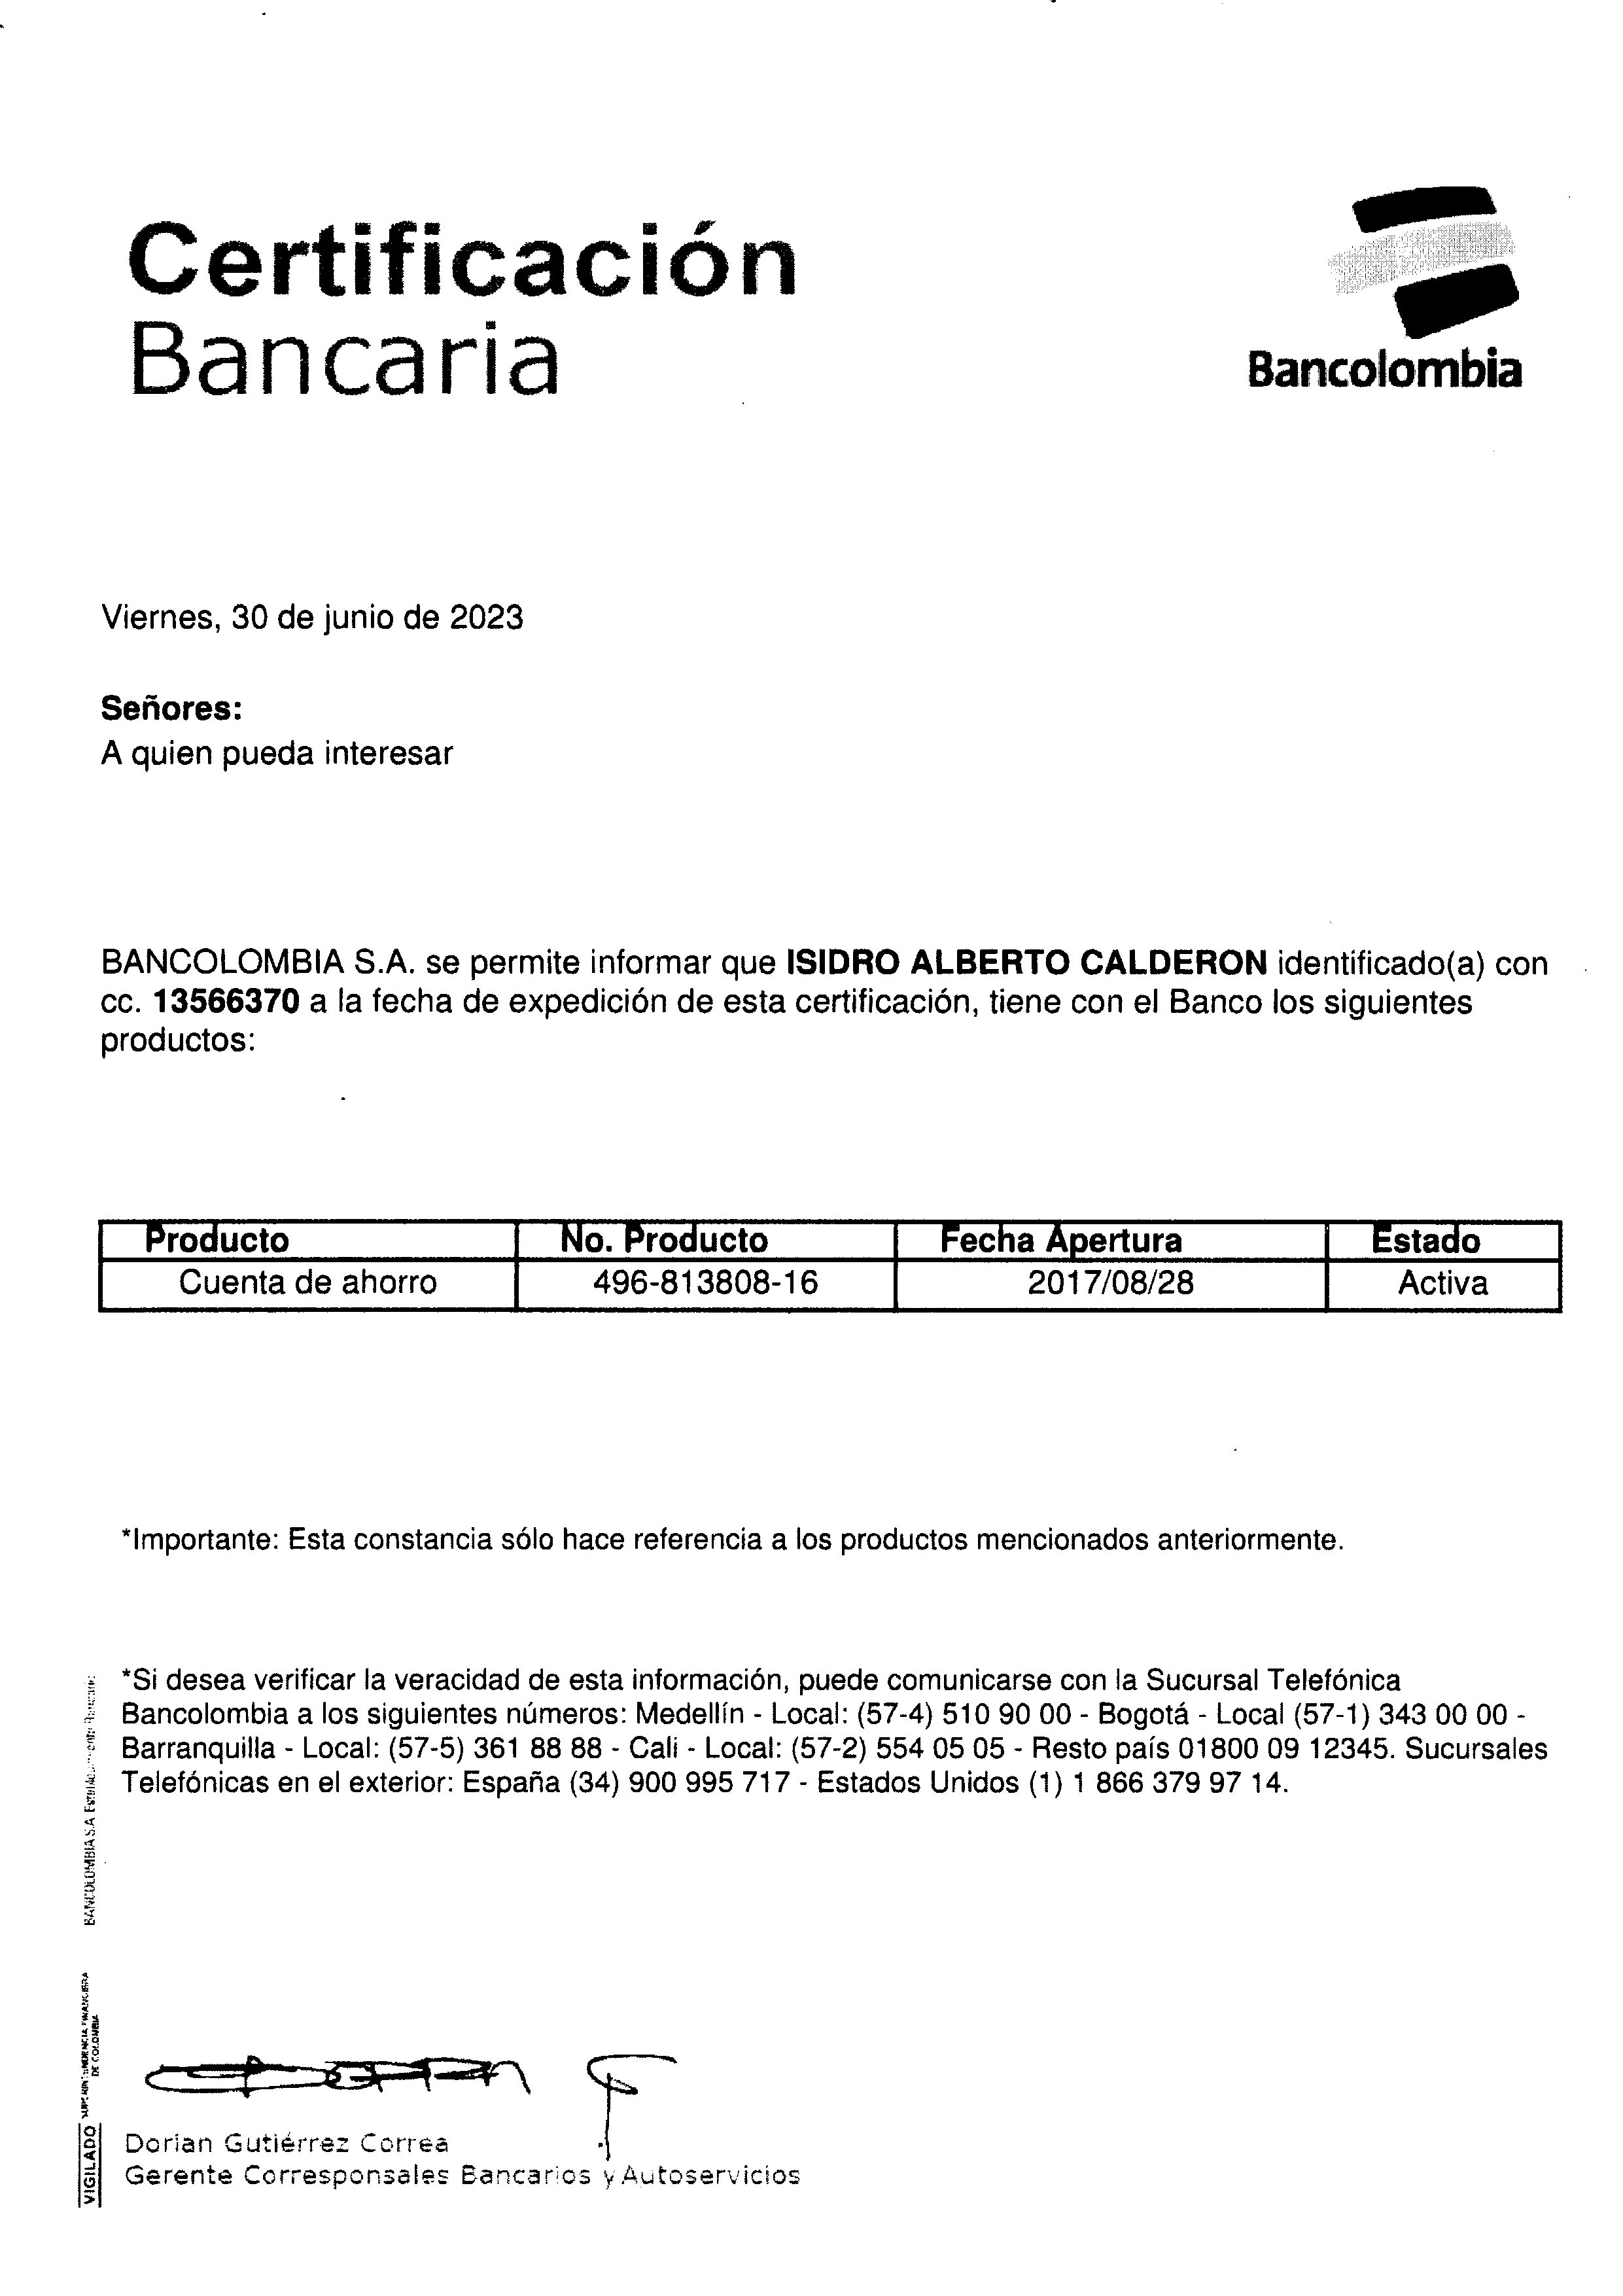 Certificación
Bancaria
Bancolombia
Viernes, 30 de junio de 2023
Señores:
A quien pueda interesar
BANCOLOMBIA S.A. se permite informar que ISIDRO ALBERTO CALDERON identificado(a) con
cc. 13566370 a la fecha de expedición de esta certificación, tiene con el Banco los siguientes
productos:
Producto No. Producto Fecha Apertura Estado
Cuenta de ahorro 496-813808-16 2017/08/28 Activa
*Importante: Esta constancia sólo hace referencia a los productos mencionados anteriormente.
*Si desea verificar la veracidad de esta información, puede comunicarse con la Sucursal Telefónica
Bancolombia a los siguientes números: Medellín - Local: (57-4) 510 90 00 - Bogotá - Local (57-1) 343 00 00 -
Barranquilla - Local: (57-5) 361 88 88 - Cali - Local: (57-2) 554 05 05 - Resto país 01800 09 12345. Sucursales
Telefónicas en el exterior: España (34) 900 995 717 - Estados Unidos (1) 1 866 379 97 14.
BANCOLOMBIA S.A
VIGILADO
DE COLOMBIA
Dorian Gutiérrez Correa
Gerente Corresponsales Bancarios y Autoservicios